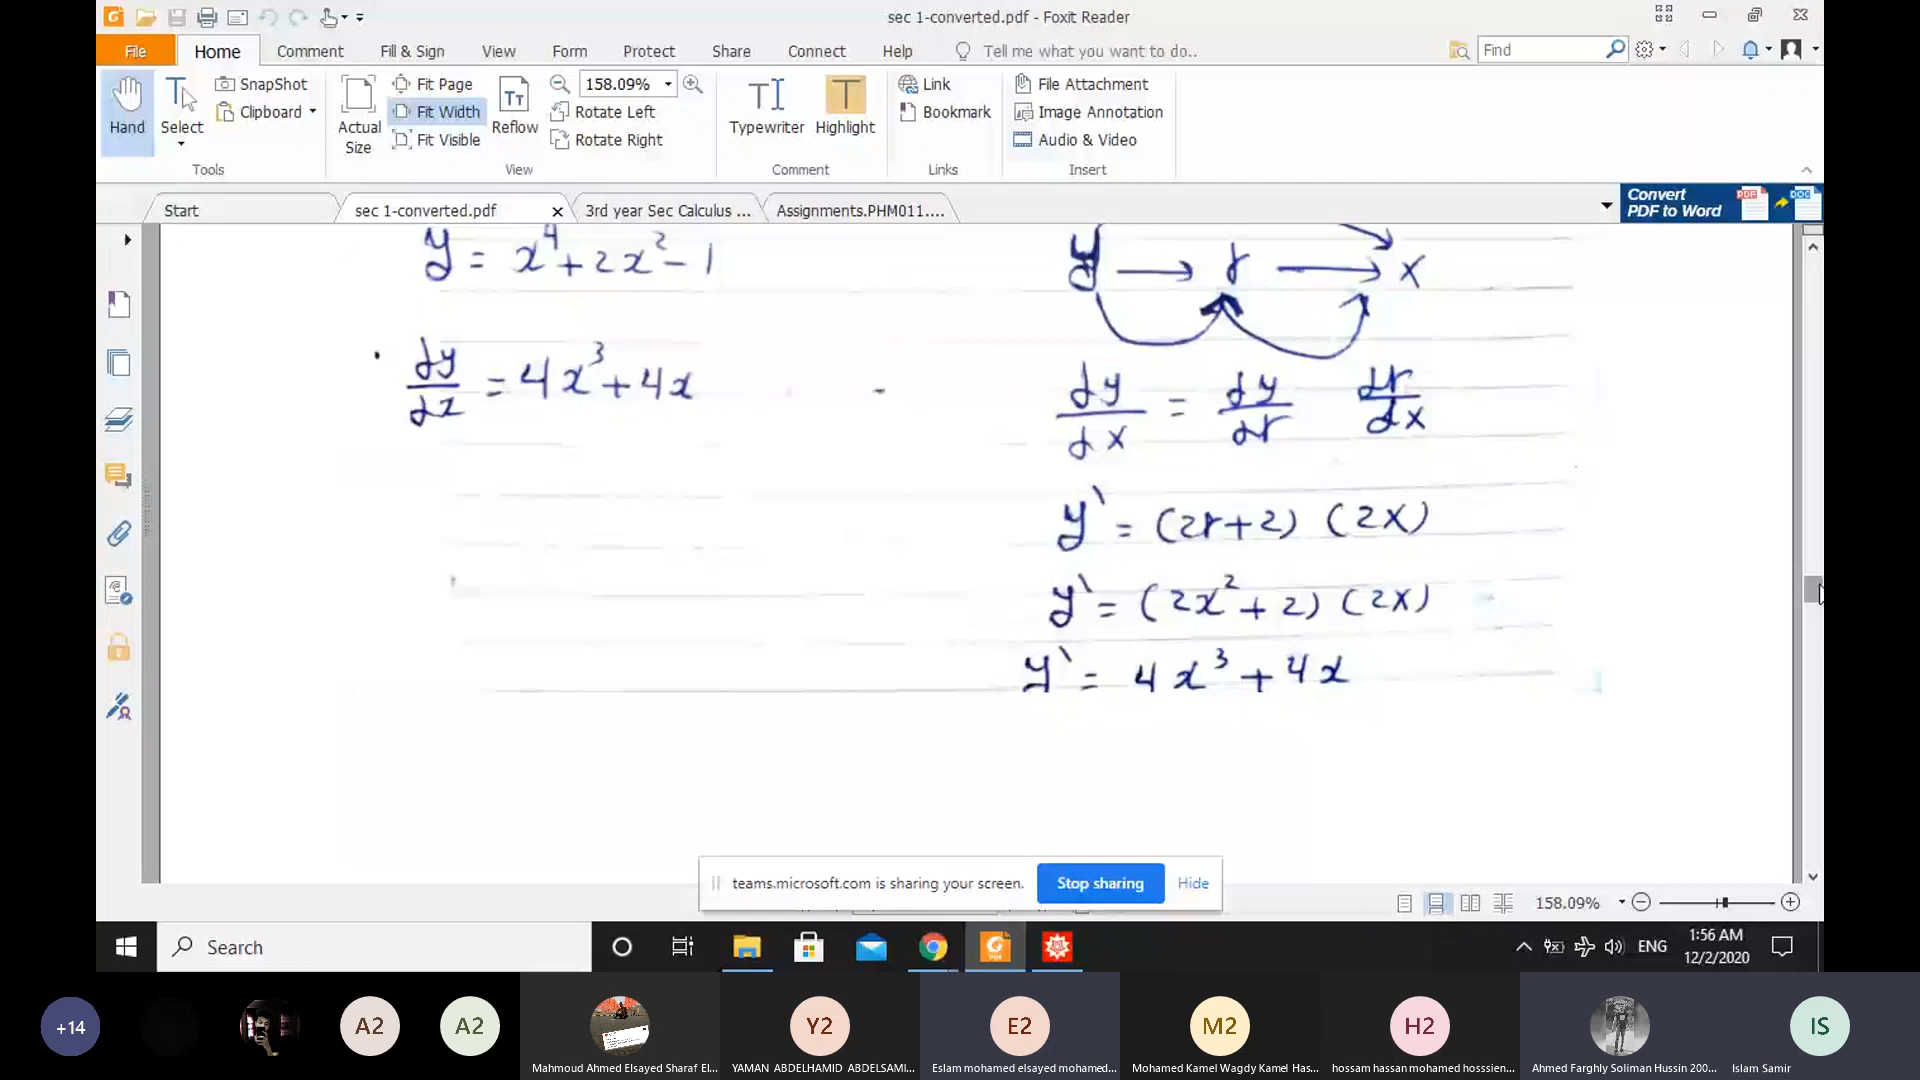 sec 1-converted.pdf - Foxit Reader
File Home Comment Fill & Sign View Form Protect Share Connect Help Tell me what you want to do.. Find
Hand
Select
SnapShot
Clipboard
Tools
Actual Size
Fit Page
Fit Width
Fit Visible
Reflow
158.09%
Rotate Left
Rotate Right
View
Typewriter
Highlight
Comment
Link
Bookmark
Links
File Attachment
Image Annotation
Audio & Video
Insert
Start
sec 1-converted.pdf
3rd year Sec Calculus ...
Assignments.PHM011....
Convert
PDF to Word
y = x⁴ + 2x² - 1
dy/dx = 4x³ + 4x
y → r → x
dy/dx = dy/dr dr/dx
y` = (2r+2) (2x)
y` = (2x² + 2) (2x)
y` = 4x³ + 4x
teams.microsoft.com is sharing your screen.
Stop sharing
Hide
158.09%
Search
ENG
1:56 AM
12/2/2020
+14
A2
A2
Y2
E2
M2
H2
IS
Mahmoud Ahmed Elsayed Sharaf El...
YAMAN ABDELHAMID ABDELSAMI...
Eslam mohamed elsayed mohamed...
Mohamed Kamel Wagdy Kamel Has...
hossam hassan mohamed hosssien...
Ahmed Farghly Soliman Hussin 200...
Islam Samir